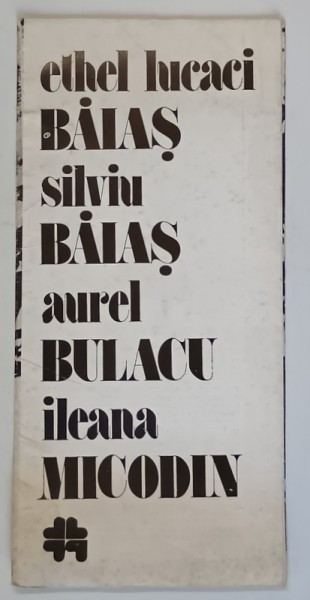 ethel lucaci
BĂIAȘ
silviu
BĂIAȘ
aurel
BULACU
ileana
MICODIN